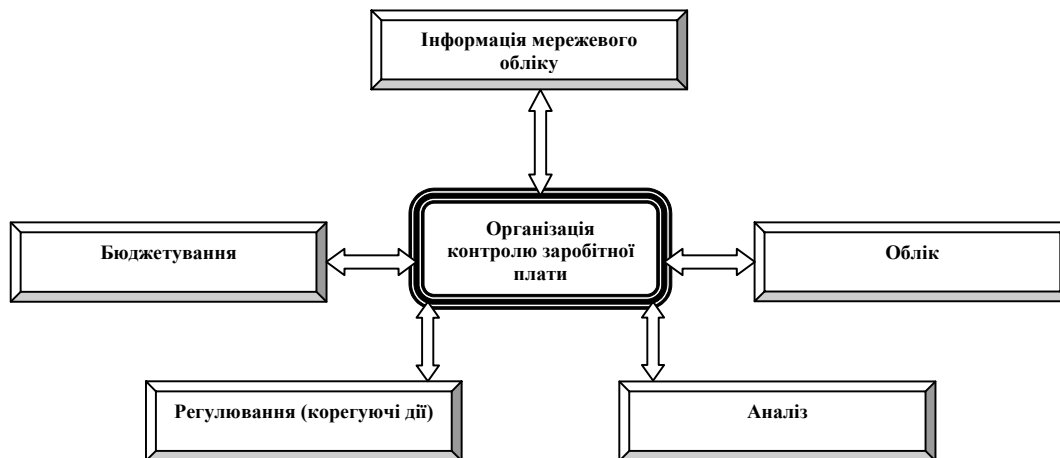 Інформація мережевого
обліку
Організація
контролю заробітної
плати
Бюджетування
Облік
Регулювання (корегуючі дії)
Аналіз